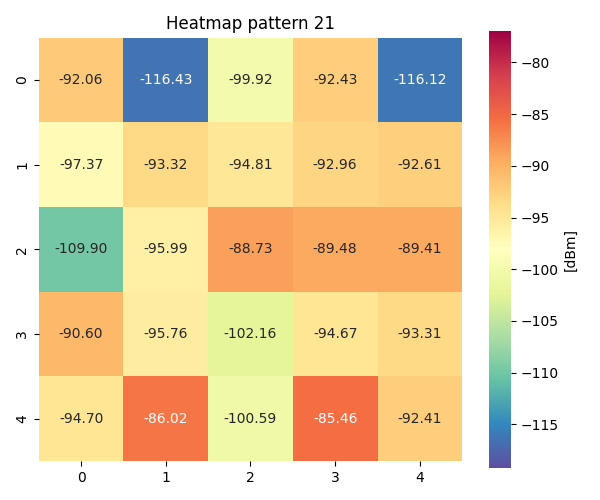 Heatmap pattern 21
0 -92.06 -116.43 -99.92 -92.43 -116.12
1 -97.37 -93.32 -94.81 -92.96 -92.61
2 -109.90 -95.99 -88.73 -89.48 -89.41
3 -90.60 -95.76 -102.16 -94.67 -93.31
4 -94.70 -86.02 -100.59 -85.46 -92.41
0 1 2 3 4
−80
−85
−90
−95
−100
−105
−110
−115
[dBm]